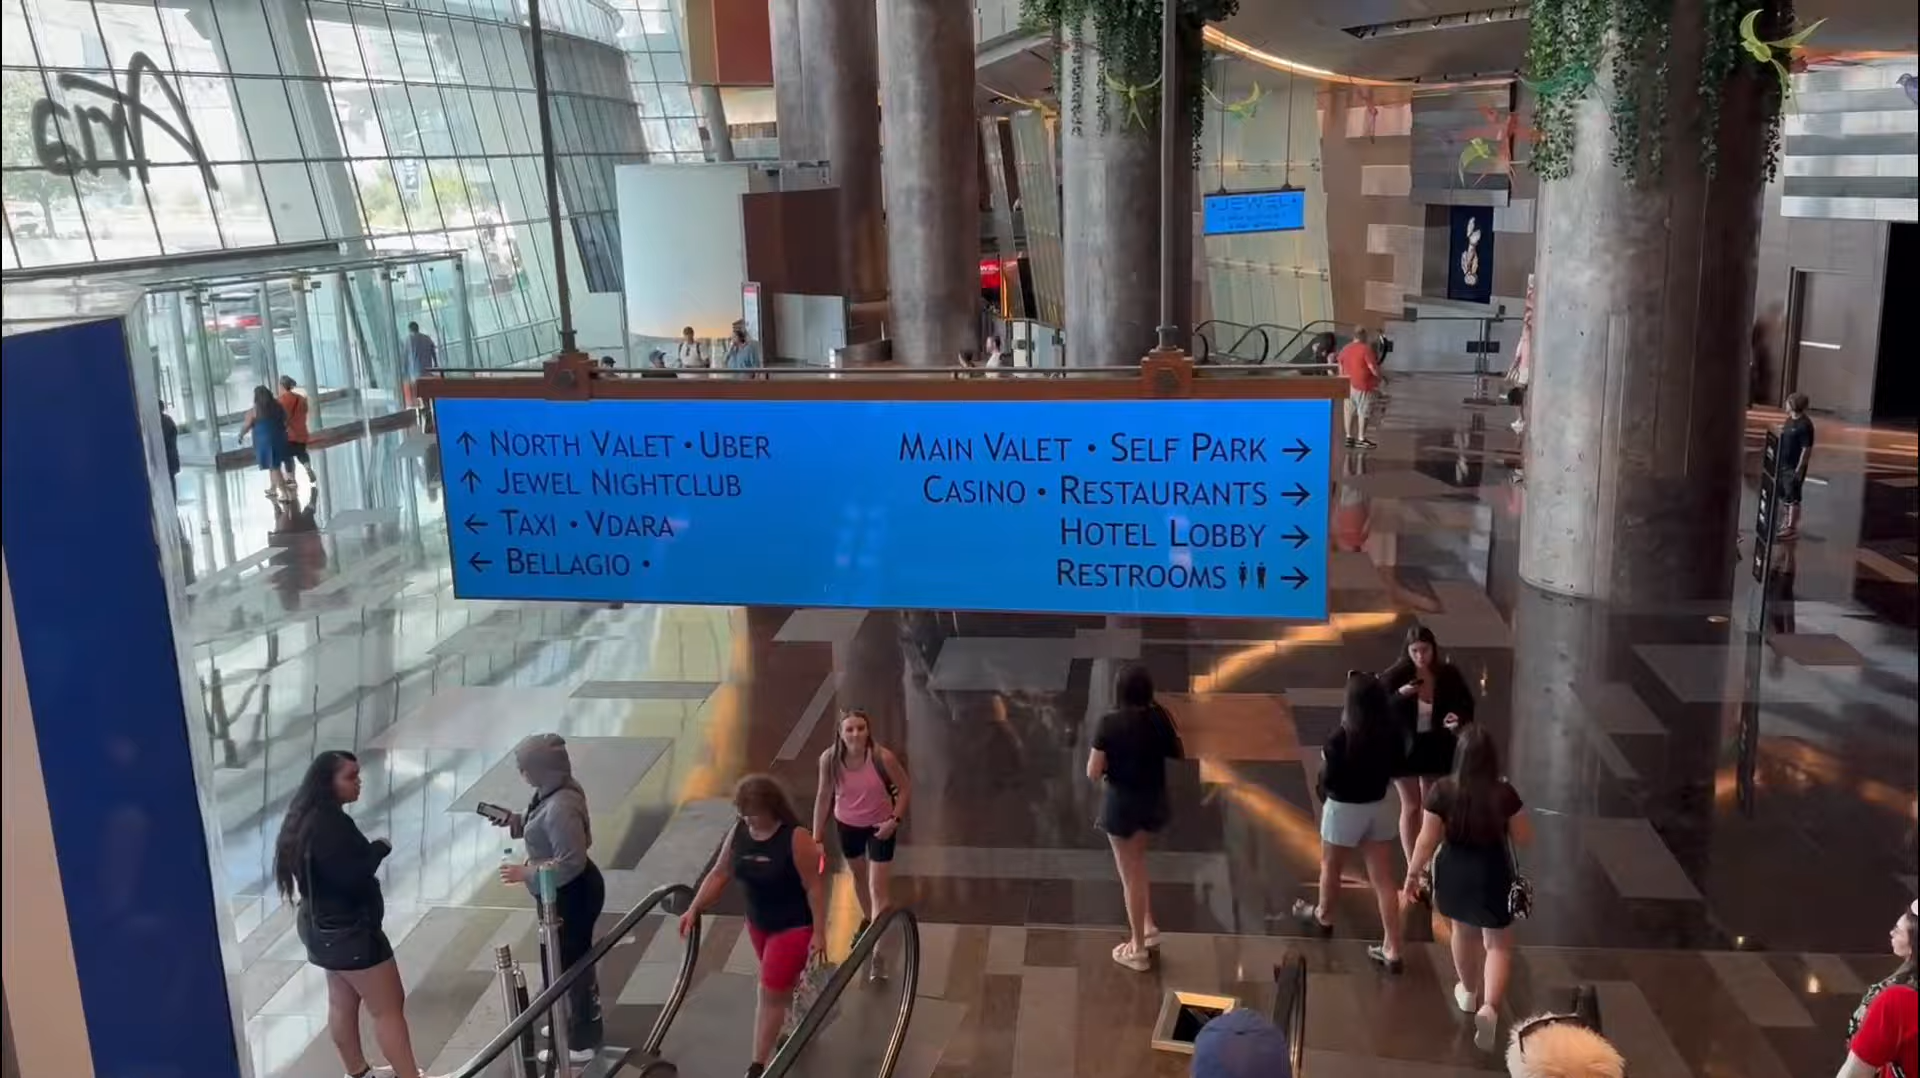 Aria
JEWEL
↑ NORTH VALET • UBER
↑ JEWEL NIGHTCLUB
← TAXI • VDARA
← BELLAGIO •
MAIN VALET • SELF PARK →
CASINO • RESTAURANTS →
HOTEL LOBBY →
RESTROOMS →